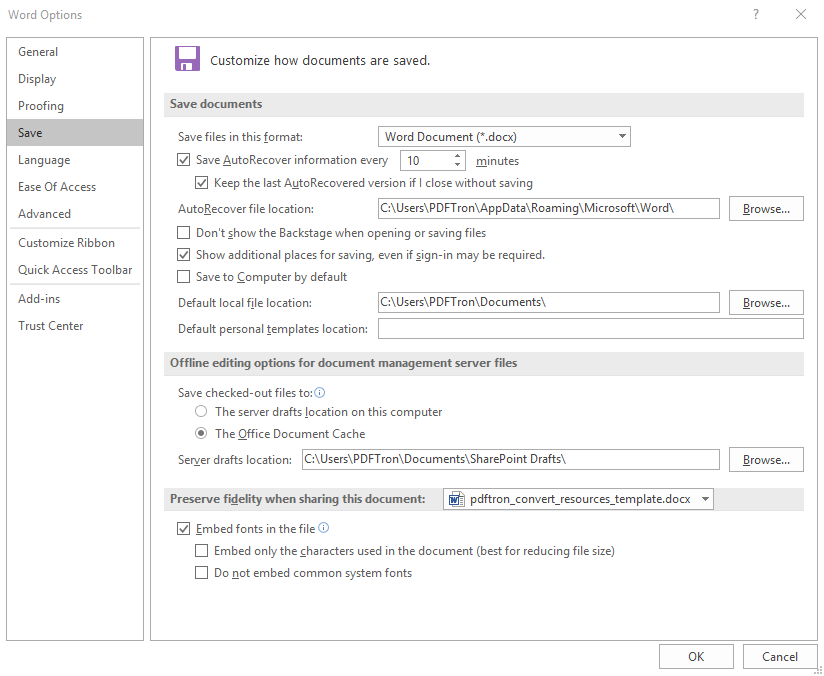 Word Options
?
General
Display
Proofing
Save
Language
Ease Of Access
Advanced
Customize Ribbon
Quick Access Toolbar
Add-ins
Trust Center
Customize how documents are saved.
Save documents
Save files in this format: Word Document (*.docx)
Save AutoRecover information every 10 minutes
Keep the last AutoRecovered version if I close without saving
AutoRecover file location: C:\Users\PDFTron\AppData\Roaming\Microsoft\Word\ Browse...
Don't show the Backstage when opening or saving files
Show additional places for saving, even if sign-in may be required.
Save to Computer by default
Default local file location: C:\Users\PDFTron\Documents\ Browse...
Default personal templates location:
Offline editing options for document management server files
Save checked-out files to:
The server drafts location on this computer
The Office Document Cache
Server drafts location: C:\Users\PDFTron\Documents\SharePoint Drafts\ Browse...
Preserve fidelity when sharing this document: pdftron_convert_resources_template.docx
Embed fonts in the file
Embed only the characters used in the document (best for reducing file size)
Do not embed common system fonts
OK Cancel